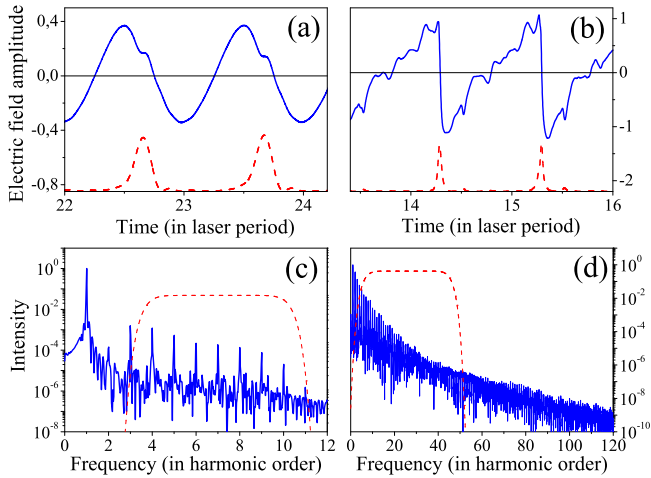 Electric field amplitude
0,4
0,0
-0,4
-0,8
(a)
22
23
24
Time (in laser period)
(b)
1
0
-1
-2
14
15
16
Time (in laser period)
Intensity
10^0
10^-2
10^-4
10^-6
10^-8
(c)
0 2 4 6 8 10 12
Frequency (in harmonic order)
(d)
10^0
10^-2
10^-4
10^-6
10^-8
10^-10
0 20 40 60 80 100 120
Frequency (in harmonic order)